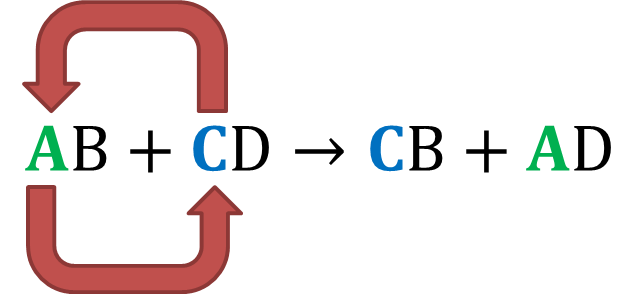 AB + CD → CB + AD